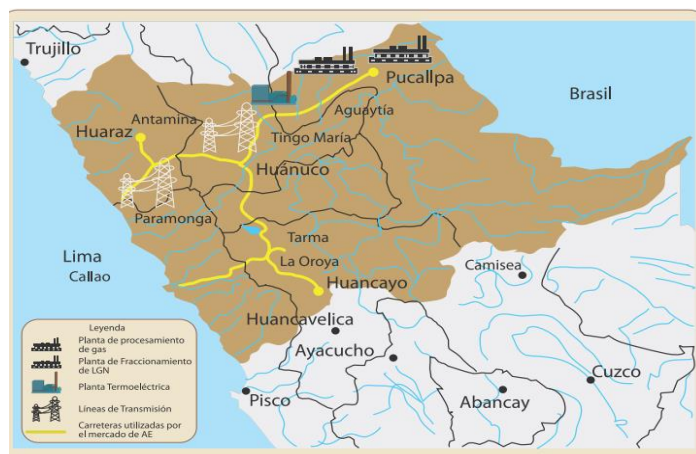 Trujillo
Pucallpa
Brasil
Aguaytía
Antamina
Huaraz
Tingo María
Huánuco
Paramonga
Tarma
Lima
La Oroya
Callao
Camisea
Huancayo
Huancavelica
Ayacucho
Cuzco
Pisco
Abancay
Leyenda
Planta de procesamiento
de gas
Planta de Fraccionamiento
de LGN
Planta Termoeléctrica
Líneas de Transmisión
Carreteras utilizadas por
el mercado de AE